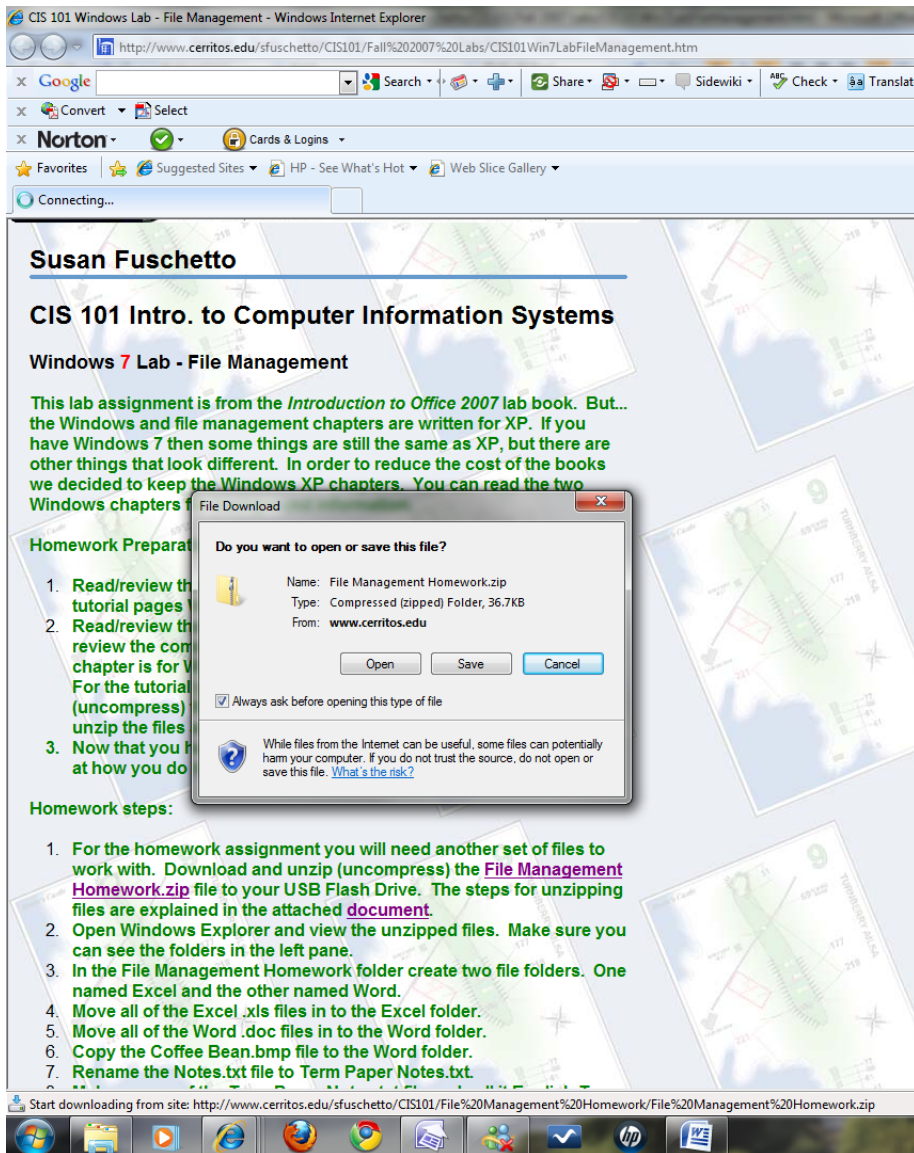 CIS 101 Windows Lab - File Management - Windows Internet Explorer
http://www.cerritos.edu/sfuschetto/CIS101/Fall%202007%20Labs/CIS101Win7LabFileManagement.htm
x Google Search Share Sidewiki ABC Check Translat
x Convert Select
x Norton Cards & Logins
Favorites Suggested Sites HP - See What's Hot Web Slice Gallery
Connecting...
Susan Fuschetto
CIS 101 Intro. to Computer Information Systems
Windows 7 Lab - File Management
This lab assignment is from the Introduction to Office 2007 lab book. But...
the Windows and file management chapters are written for XP. If you
have Windows 7 then some things are still the same as XP, but there are
other things that look different. In order to reduce the cost of the books
we decided to keep the Windows XP chapters. You can read the two
Windows chapters f
Homework Preparat
1. Read/review th
tutorial pages
2. Read/review th
review the com
chapter is for
For the tutorial
(uncompress)
unzip the files
3. Now that you h
at how you do
File Download
Do you want to open or save this file?
Name: File Management Homework.zip
Type: Compressed (zipped) Folder, 36.7KB
From: www.cerritos.edu
Open Save Cancel
Always ask before opening this type of file
While files from the Internet can be useful, some files can potentially
harm your computer. If you do not trust the source, do not open or
save this file. What's the risk?
Homework steps:
1. For the homework assignment you will need another set of files to
work with. Download and unzip (uncompress) the File Management
Homework.zip file to your USB Flash Drive. The steps for unzipping
files are explained in the attached document.
2. Open Windows Explorer and view the unzipped files. Make sure you
can see the folders in the left pane.
3. In the File Management Homework folder create two file folders. One
named Excel and the other named Word.
4. Move all of the Excel .xls files in to the Excel folder.
5. Move all of the Word .doc files in to the Word folder.
6. Copy the Coffee Bean.bmp file to the Word folder.
7. Rename the Notes.txt file to Term Paper Notes.txt.
Start downloading from site: http://www.cerritos.edu/sfuschetto/CIS101/File%20Management%20Homework/File%20Management%20Homework.zip
hp